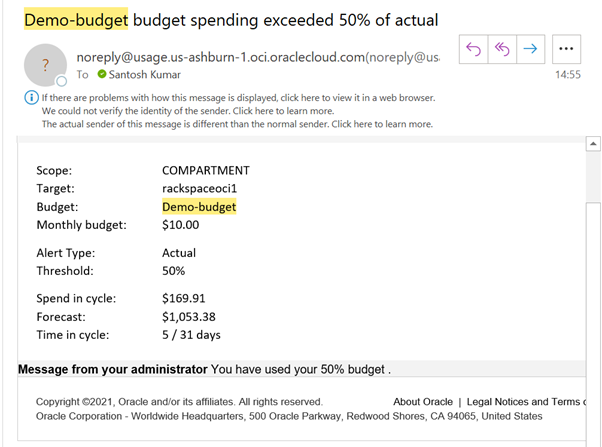 Demo-budget budget spending exceeded 50% of actual
?
noreply@usage.us-ashburn-1.oci.oraclecloud.com(noreply@us
To Santosh Kumar
14:55
If there are problems with how this message is displayed, click here to view it in a web browser.
We could not verify the identity of the sender. Click here to learn more.
The actual sender of this message is different than the normal sender. Click here to learn more.
Scope: COMPARTMENT
Target: rackspaceoci1
Budget: Demo-budget
Monthly budget: $10.00
Alert Type: Actual
Threshold: 50%
Spend in cycle: $169.91
Forecast: $1,053.38
Time in cycle: 5 / 31 days
Message from your administrator You have used your 50% budget .
Copyright ©2021, Oracle and/or its affiliates. All rights reserved. About Oracle | Legal Notices and Terms
Oracle Corporation - Worldwide Headquarters, 500 Oracle Parkway, Redwood Shores, CA 94065, United States